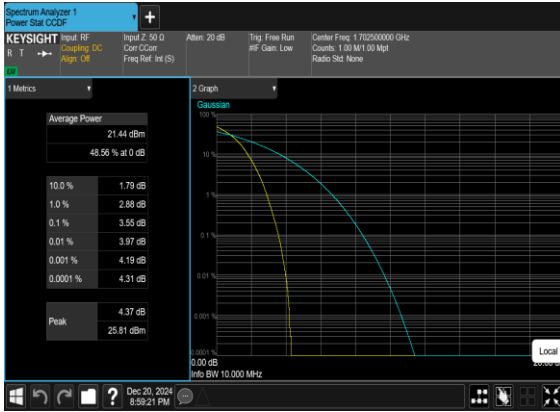 Spectrum Analyzer 1
Power Stat CCDF
KEYSIGHT
R T
Input: RF
Coupling: DC
Align: Off
Input Z: 50 Ω
Corr CCorr
Freq Ref: Int (S)
Atten: 20 dB
Trig: Free Run
#IF Gain: Low
Center Freq: 1.702500000 GHz
Counts: 1.00 M/1.00 Mpt
Radio Std: None
1 Metrics
Average Power
21.44 dBm
48.56 % at 0 dB
10.0 % 1.79 dB
1.0 % 2.88 dB
0.1 % 3.55 dB
0.01 % 3.97 dB
0.001 % 4.19 dB
0.0001 % 4.31 dB
Peak
4.37 dB
25.81 dBm
2 Graph
Gaussian
100 %
10 %
1 %
0.1 %
0.01 %
0.001 %
0.0001 %
0.00 dB
Info BW 10.000 MHz
Local
Dec 20, 2024
8:59:21 PM